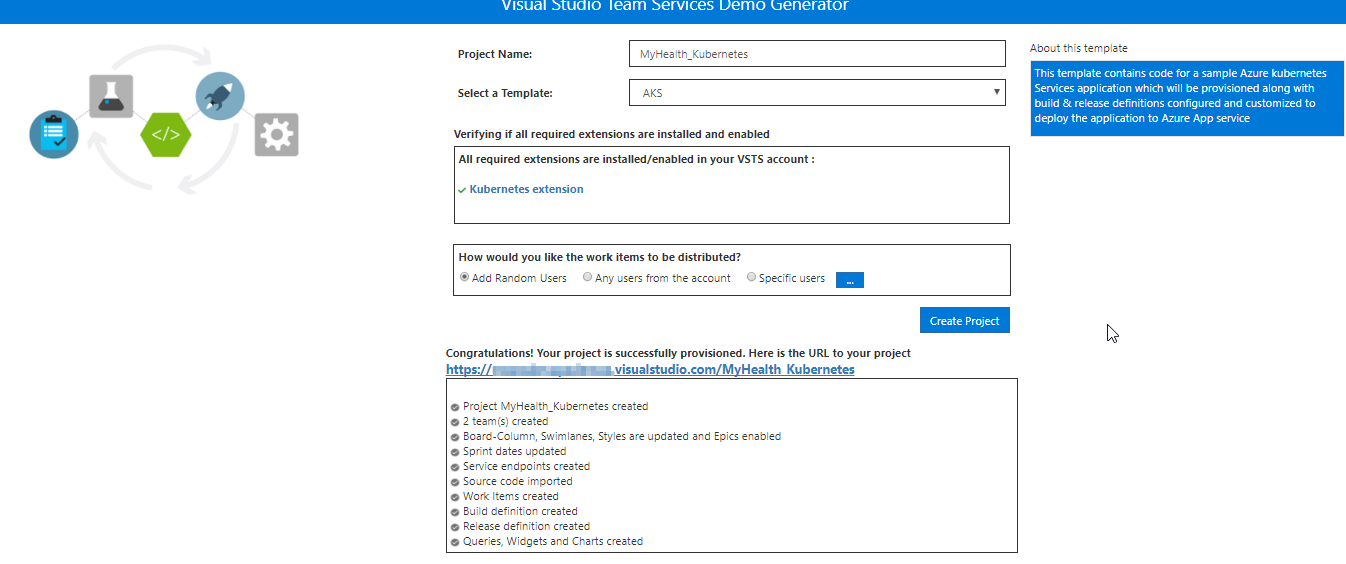 Visual Studio Team Services Demo Generator
Project Name:
MyHealth_Kubernetes
Select a Template:
AKS
Verifying if all required extensions are installed and enabled
All required extensions are installed/enabled in your VSTS account :
Kubernetes extension
How would you like the work items to be distributed?
Add Random Users Any users from the account Specific users ...
Create Project
Congratulations! Your project is successfully provisioned. Here is the URL to your project
https:// .visualstudio.com/MyHealth_Kubernetes
Project MyHealth_Kubernetes created
2 team(s) created
Board-Column, Swimlanes, Styles are updated and Epics enabled
Sprint dates updated
Service endpoints created
Source code imported
Work Items created
Build definition created
Release definition created
Queries, Widgets and Charts created
About this template
This template contains code for a sample Azure kubernetes
Services application which will be provisioned along with
build & release definitions configured and customized to
deploy the application to Azure App service